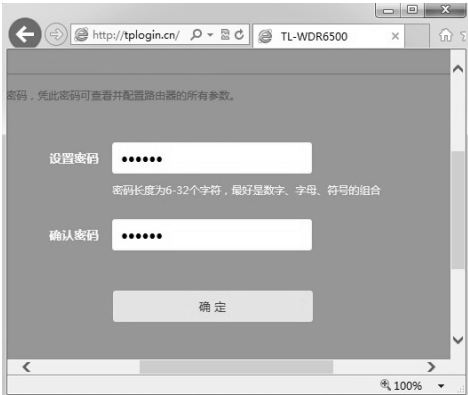 http://tplogin.cn/
TL-WDR6500
密码，凭此密码可查看并配置路由器的所有参数。
设置密码 ••••••
密码长度为6-32个字符，最好是数字、字母、符号的组合
确认密码 ••••••
确 定
100%